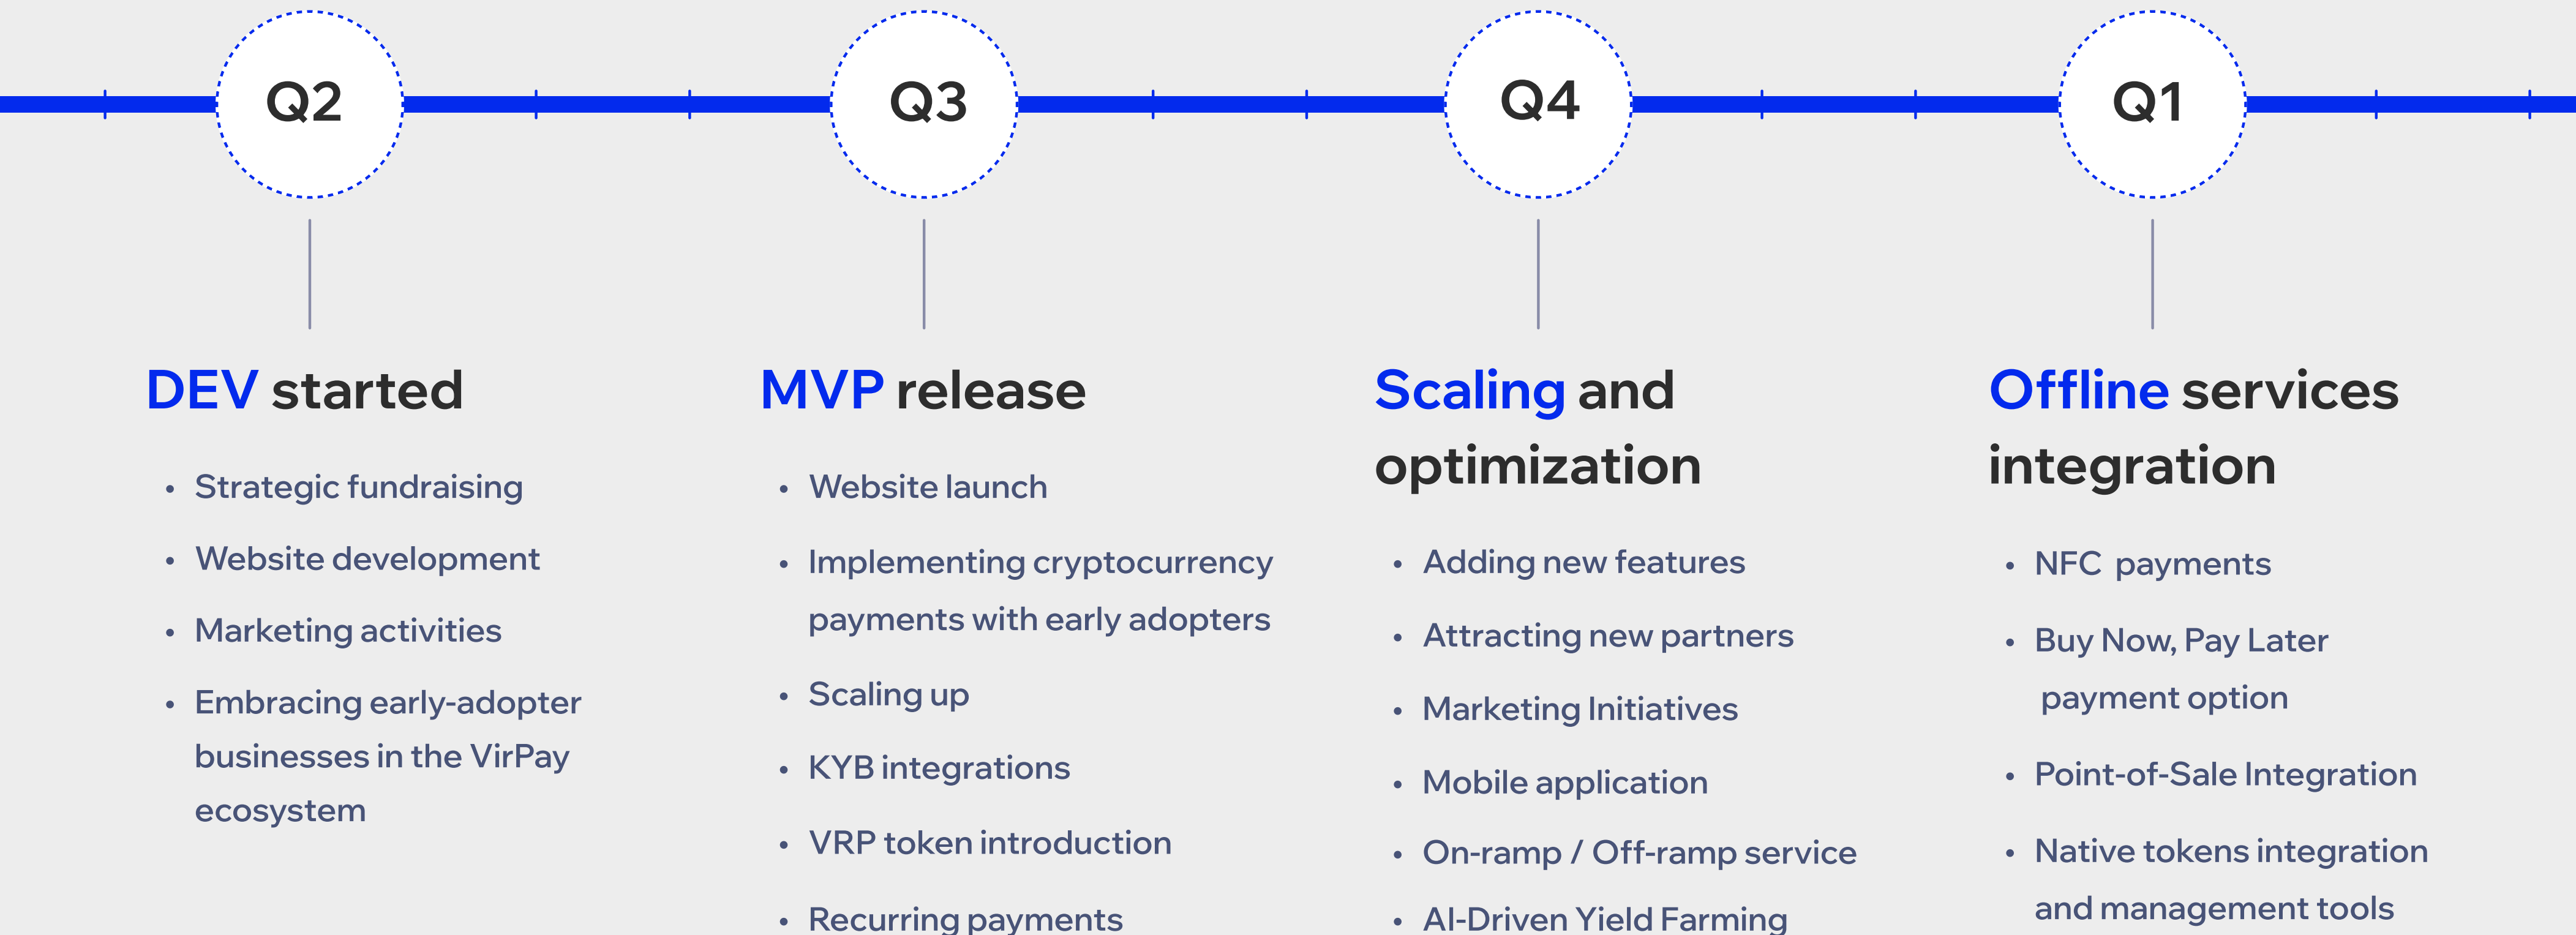 Q2
DEV started
• Strategic fundraising
• Website development
• Marketing activities
• Embracing early-adopter
businesses in the VirPay
ecosystem
Q3
MVP release
• Website launch
• Implementing cryptocurrency
payments with early adopters
• Scaling up
• KYB integrations
• VRP token introduction
• Recurring payments
Q4
Scaling and
optimization
• Adding new features
• Attracting new partners
• Marketing Initiatives
• Mobile application
• On-ramp / Off-ramp service
• AI-Driven Yield Farming
Q1
Offline services
integration
• NFC  payments
• Buy Now, Pay Later
payment option
• Point-of-Sale Integration
• Native tokens integration
and management tools